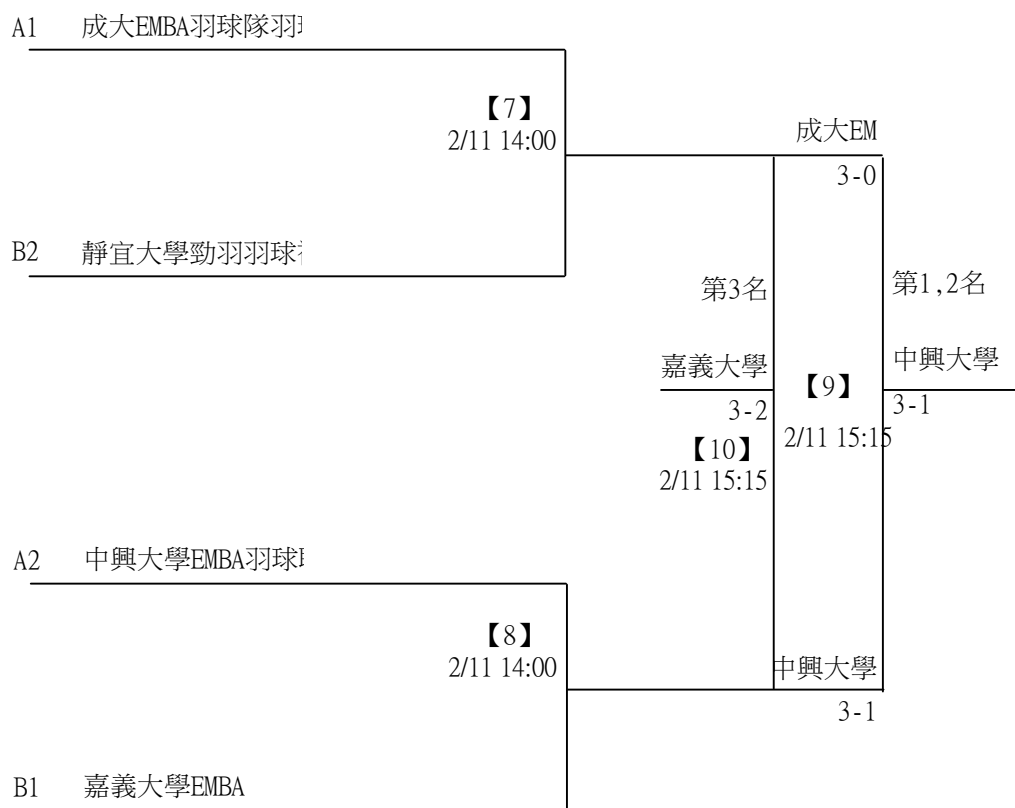 A1 成大EMBA羽球隊羽
【7】
2/11 14:00
成大EM
3-0
B2 靜宜大學勁羽羽球
第3名
第1,2名
嘉義大學
中興大學
【9】
3-2
3-1
2/11 15:15
【10】
2/11 15:15
A2 中興大學EMBA羽球
【8】
2/11 14:00
中興大學
3-1
B1 嘉義大學EMBA